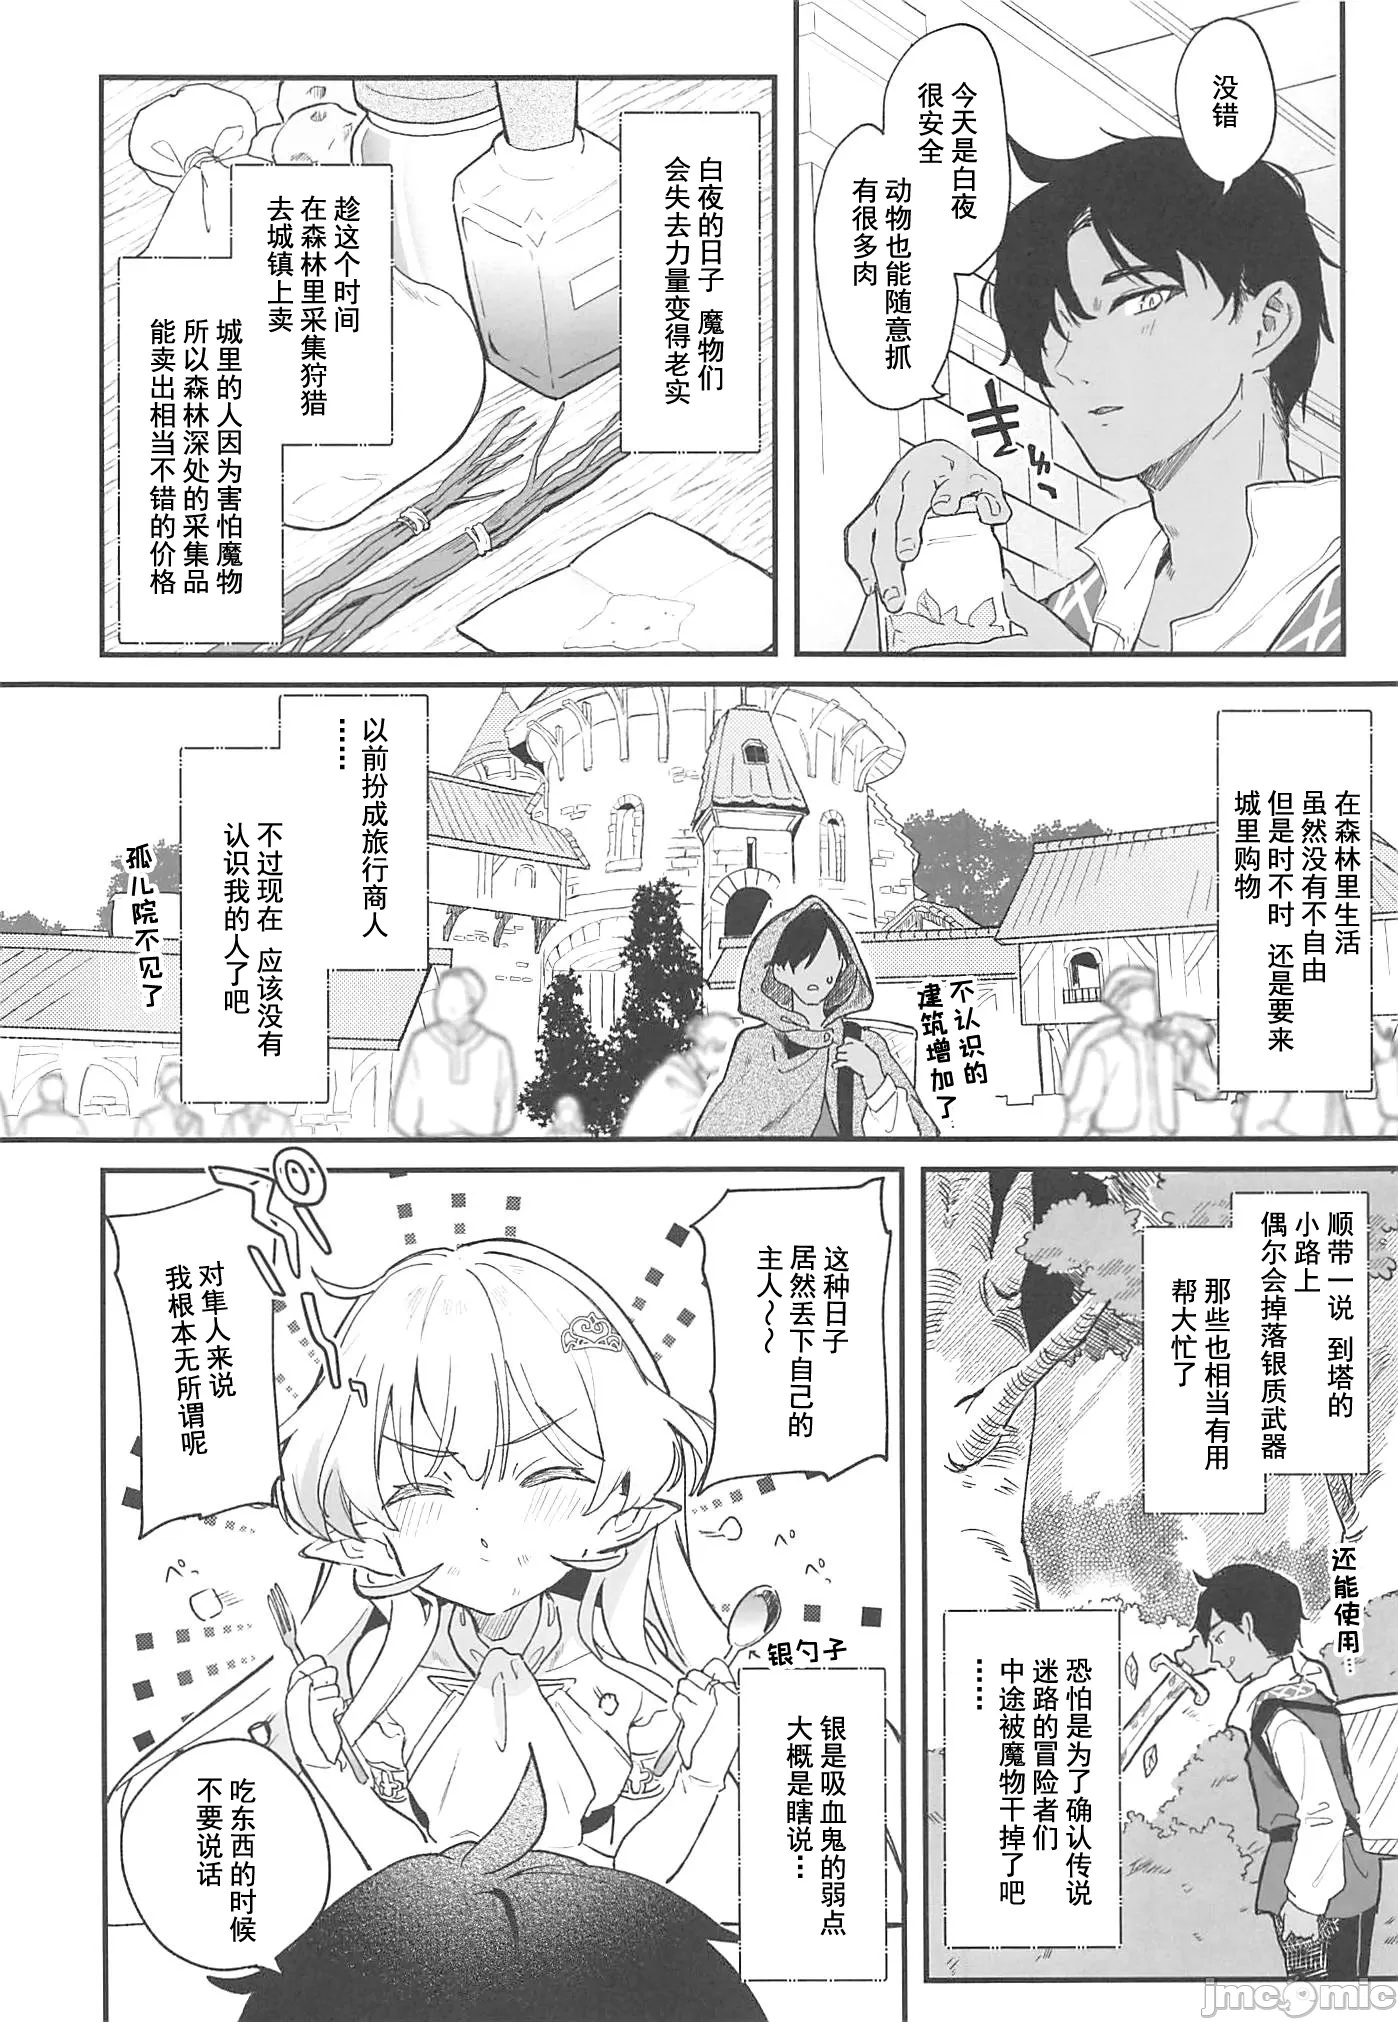 没错
今天是白夜
很安全
动物也能随意抓
有很多肉
きゅっ
白夜的日子 魔物们
会失去力量变得老实
趁这个时间
在森林里采集狩猎
去城镇上卖
城里的人因为害怕魔物
所以森林深处的采集品
能卖出相当不错的价格
在森林里生活
虽然没有不自由
但是时不时 还是要来
城里购物
不认识的
建筑增加了
以前扮成旅行商人
……
不过现在 应该没有
认识我的人了吧
孤儿院不见了
顺带一说 到塔的
小路上
偶尔会掉落银质武器
那些也相当有用
帮大忙了
还能使用…
恐怕是为了确认传说
迷路的冒险者们
中途被魔物干掉了吧
……
这种日子
居然丢下自己的
主人～～
对隼人来说
我根本无所谓呢
ぺっ
ぺっ
←银勺子
银是吸血鬼的弱点
大概是瞎说…
吃东西的时候
不要说话
jmcomic